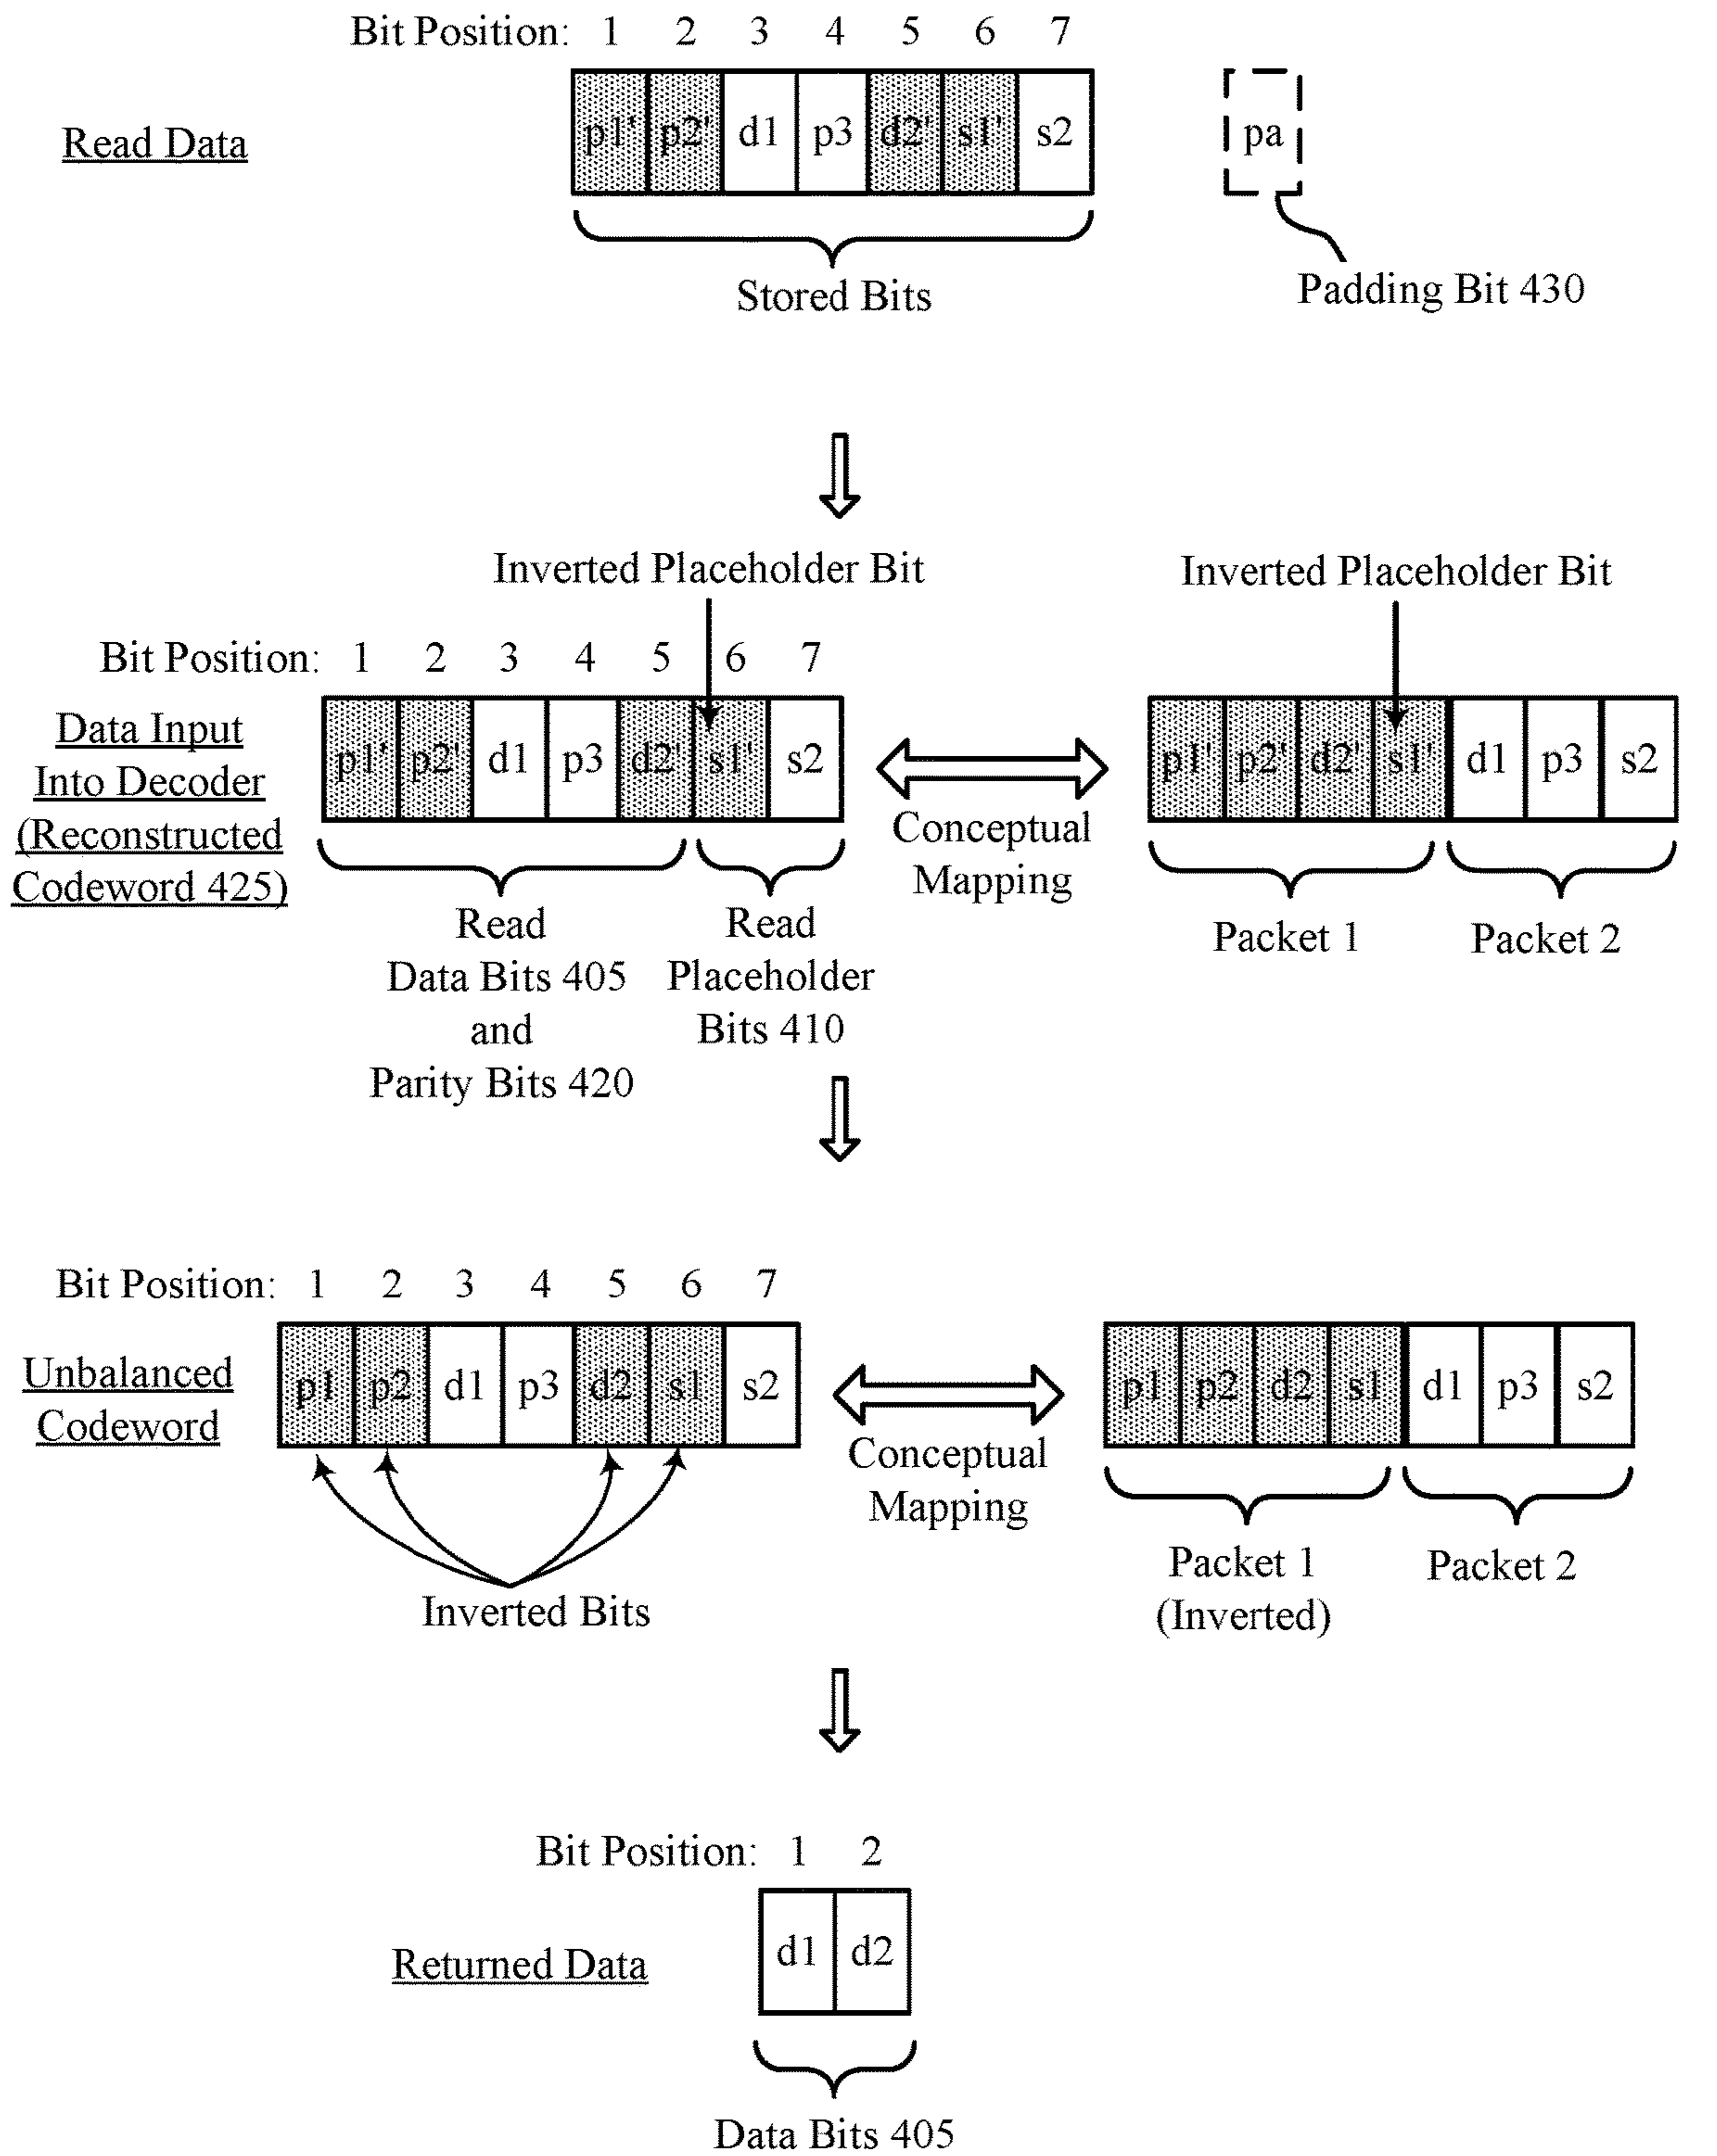 Bit Position: 1 2 3 4 5 6 7
Read Data
p1' p2' d1 p3 d2' s1' s2
pa
Stored Bits
Padding Bit 430
Inverted Placeholder Bit
Inverted Placeholder Bit
Bit Position: 1 2 3 4 5 6 7
Data Input
Into Decoder
(Reconstructed
Codeword 425)
p1' p2' d1 p3 d2' s1' s2
Conceptual
Mapping
p1' p2' d2' s1' d1 p3 s2
Read
Data Bits 405
and
Parity Bits 420
Read
Placeholder
Bits 410
Packet 1
Packet 2
Bit Position: 1 2 3 4 5 6 7
Unbalanced
Codeword
p1 p2 d1 p3 d2 s1 s2
Conceptual
Mapping
p1 p2 d2 s1 d1 p3 s2
Inverted Bits
Packet 1
(Inverted)
Packet 2
Bit Position: 1 2
Returned Data
d1 d2
Data Bits 405